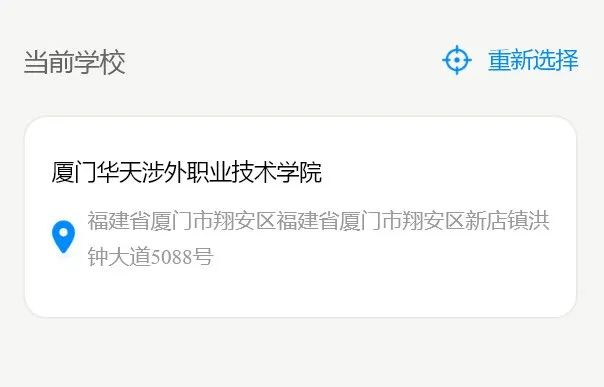 当前学校
重新选择
厦门华天涉外职业技术学院
福建省厦门市翔安区福建省厦门市翔安区新店镇洪
钟大道5088号